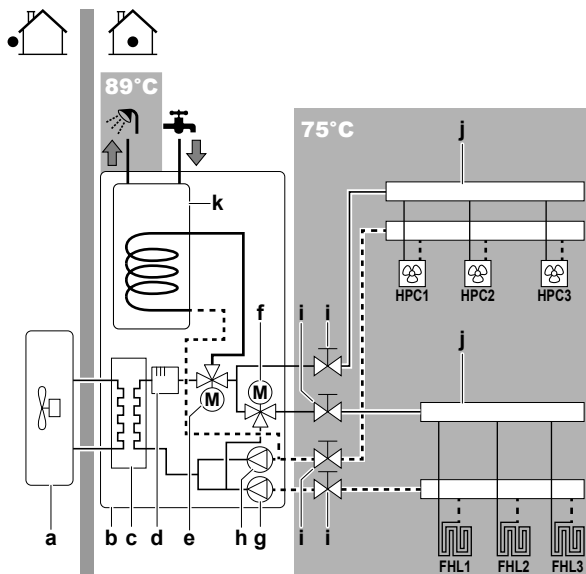 89°C
75°C
j
k
HPC1 HPC2 HPC3
f i i
j
M
M
a b c d e h g i i
FHL1 FHL2 FHL3